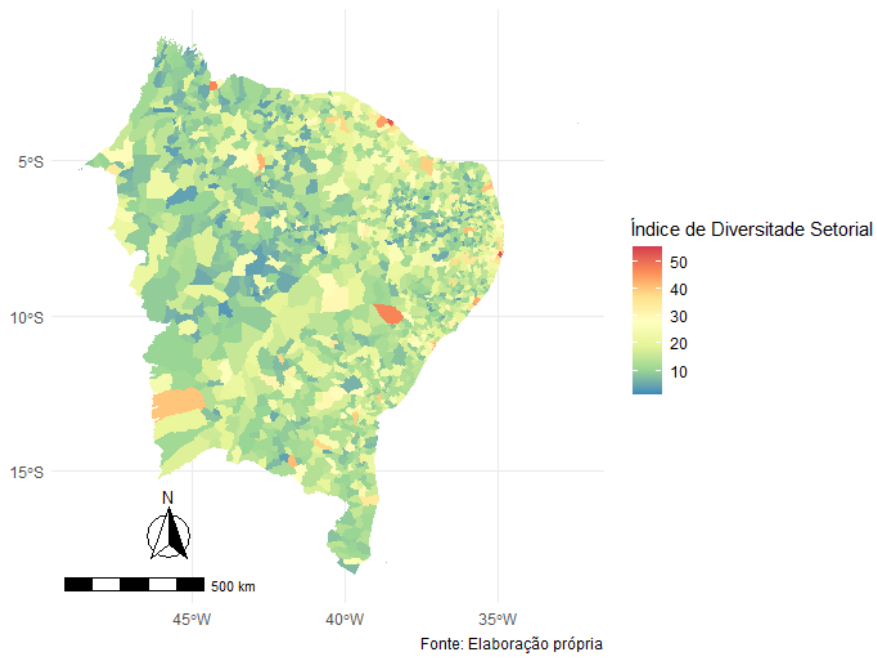 5°S
10°S
15°S
N
500 km
45°W
40°W
35°W
Fonte: Elaboração própria
Índice de Diversitade Setorial
50
40
30
20
10